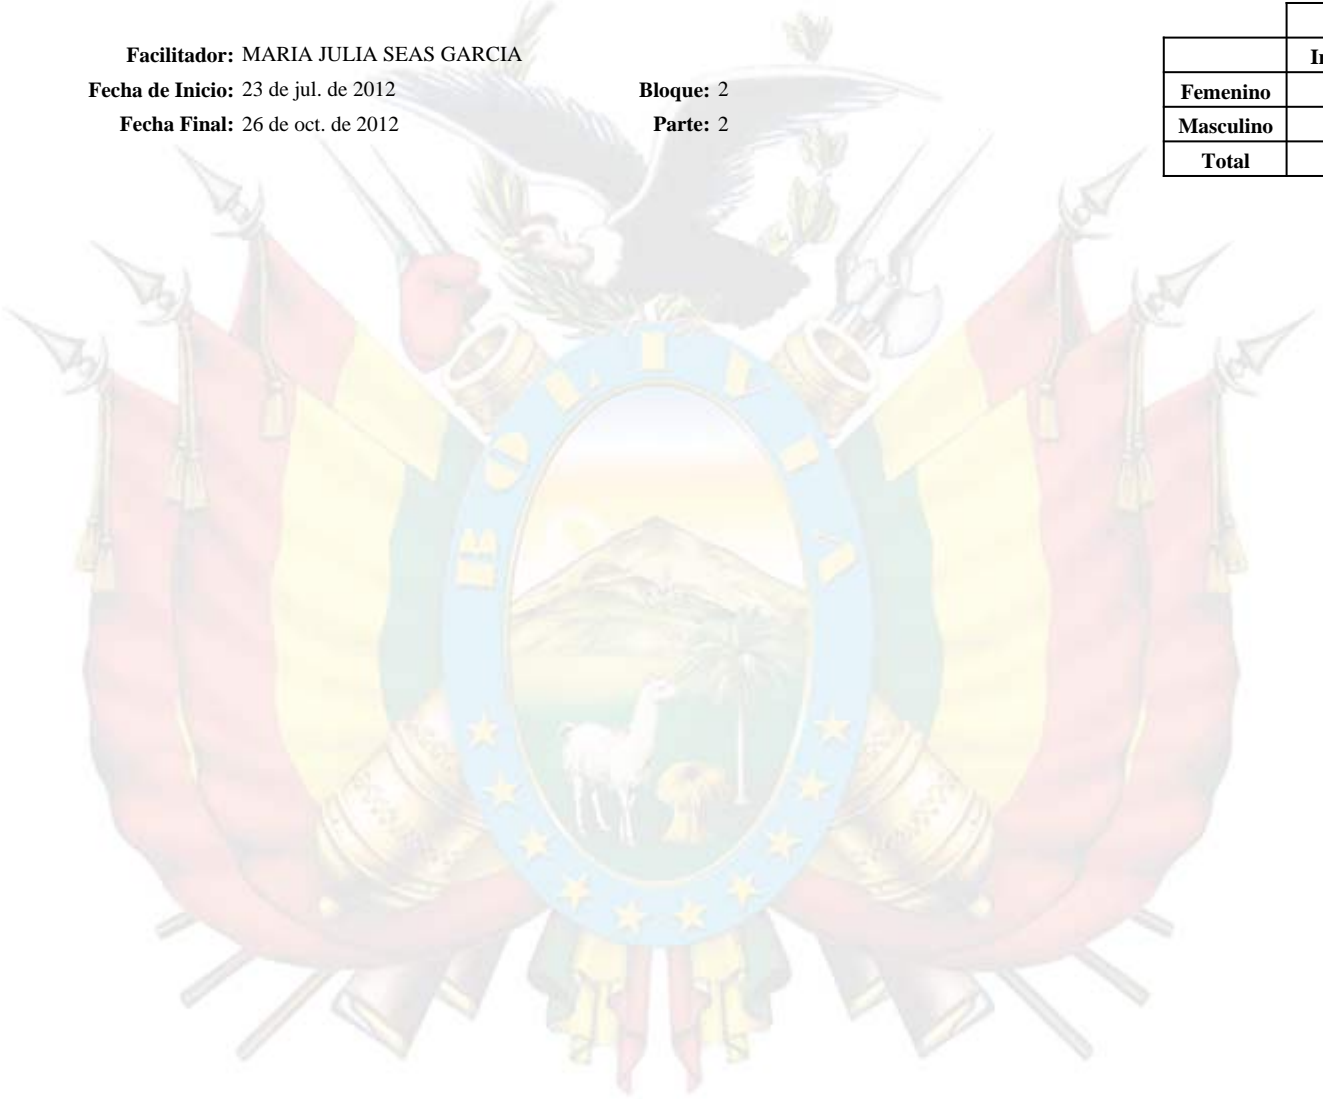 Facilitador: MARIA JULIA SEAS GARCIA
Fecha de Inicio: 23 de jul. de 2012 Bloque: 2
Fecha Final: 26 de oct. de 2012 Parte: 2
Femenino
Masculino
Total
BOLIVIA